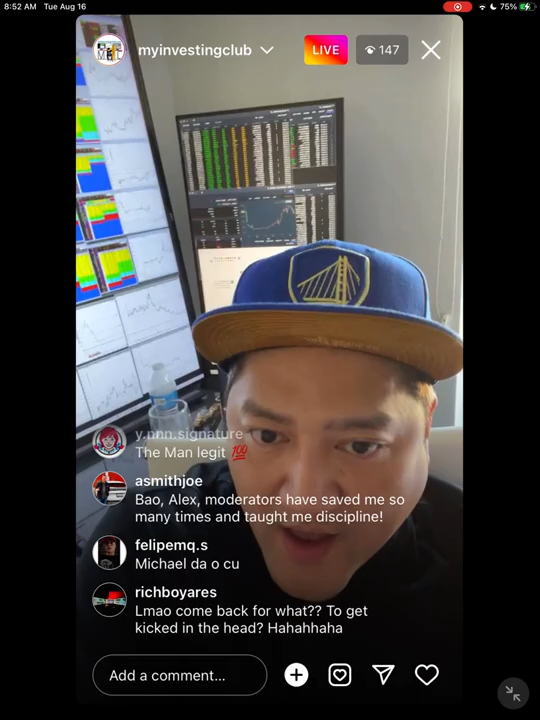 8:52 AM Tue Aug 16
75%
myinvestingclub
LIVE
147
y.nnn.signature
The Man legit 💯
asmithjoe
Bao, Alex, moderators have saved me so
many times and taught me discipline!
felipemq.s
Michael da o cu
richboyares
Lmao come back for what?? To get
kicked in the head? Hahahhaha
Add a comment...